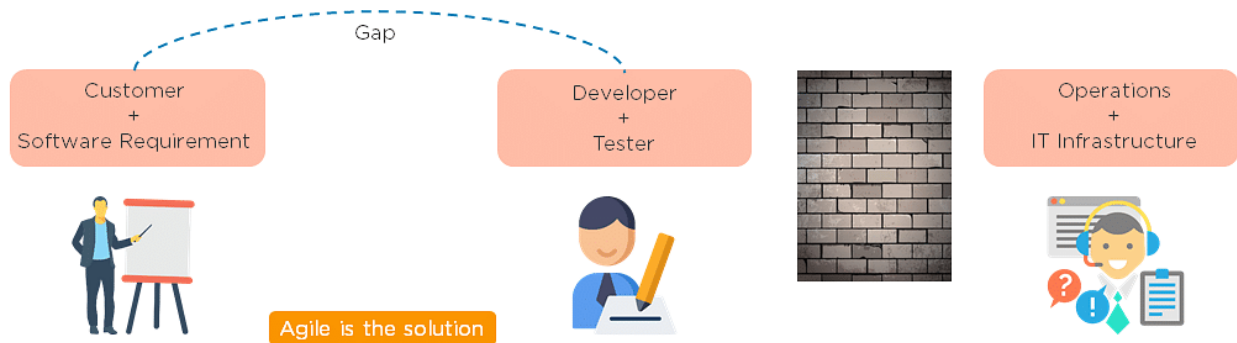 Gap
Customer
+
Software Requirement
Developer
+
Tester
Operations
+
IT Infrastructure
?
!
Agile is the solution